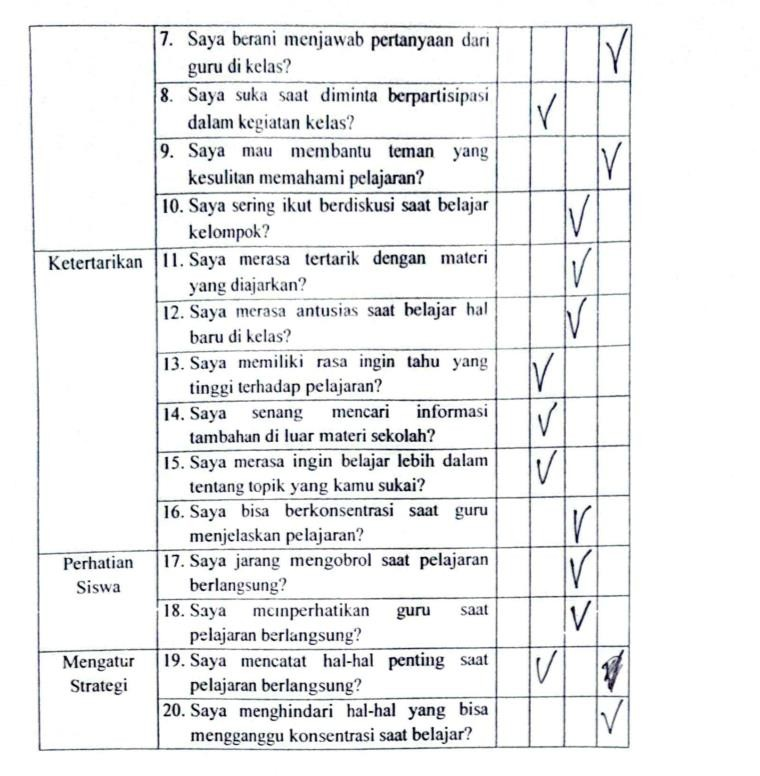 7. Saya berani menjawab pertanyaan dari
guru di kelas?
✓
8. Saya suka saat diminta berpartisipasi
dalam kegiatan kelas?
✓
9. Saya mau membantu teman yang
kesulitan memahami pelajaran?
✓
10. Saya sering ikut berdiskusi saat belajar
kelompok?
✓
Ketertarikan
11. Saya merasa tertarik dengan materi
yang diajarkan?
✓
12. Saya merasa antusias saat belajar hal
baru di kelas?
✓
13. Saya memiliki rasa ingin tahu yang
tinggi terhadap pelajaran?
✓
14. Saya senang mencari informasi
tambahan di luar materi sekolah?
✓
15. Saya merasa ingin belajar lebih dalam
tentang topik yang kamu sukai?
✓
16. Saya bisa berkonsentrasi saat guru
menjelaskan pelajaran?
✓
Perhatian
Siswa
17. Saya jarang mengobrol saat pelajaran
berlangsung?
✓
18. Saya memperhatikan guru saat
pelajaran berlangsung?
✓
Mengatur
Strategi
19. Saya mencatat hal-hal penting saat
pelajaran berlangsung?
✓
20. Saya menghindari hal-hal yang bisa
mengganggu konsentrasi saat belajar?
✓